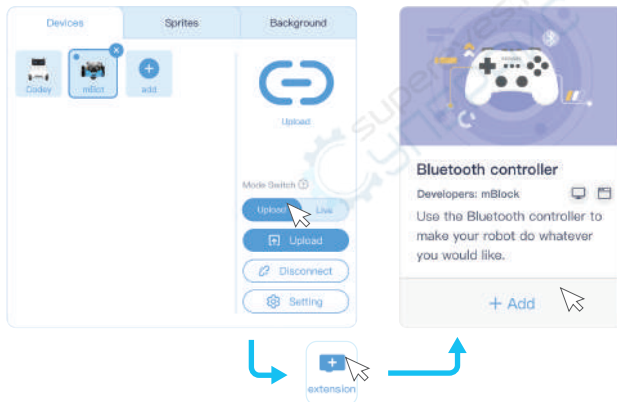 Devices
Sprites
Background
Codey
mBot
add
Upload
Mode Switch
Upload
Live
Upload
Disconnect
Setting
extension
Bluetooth controller
Developers: mBlock
Use the Bluetooth controller to
make your robot do whatever
you would like.
+ Add